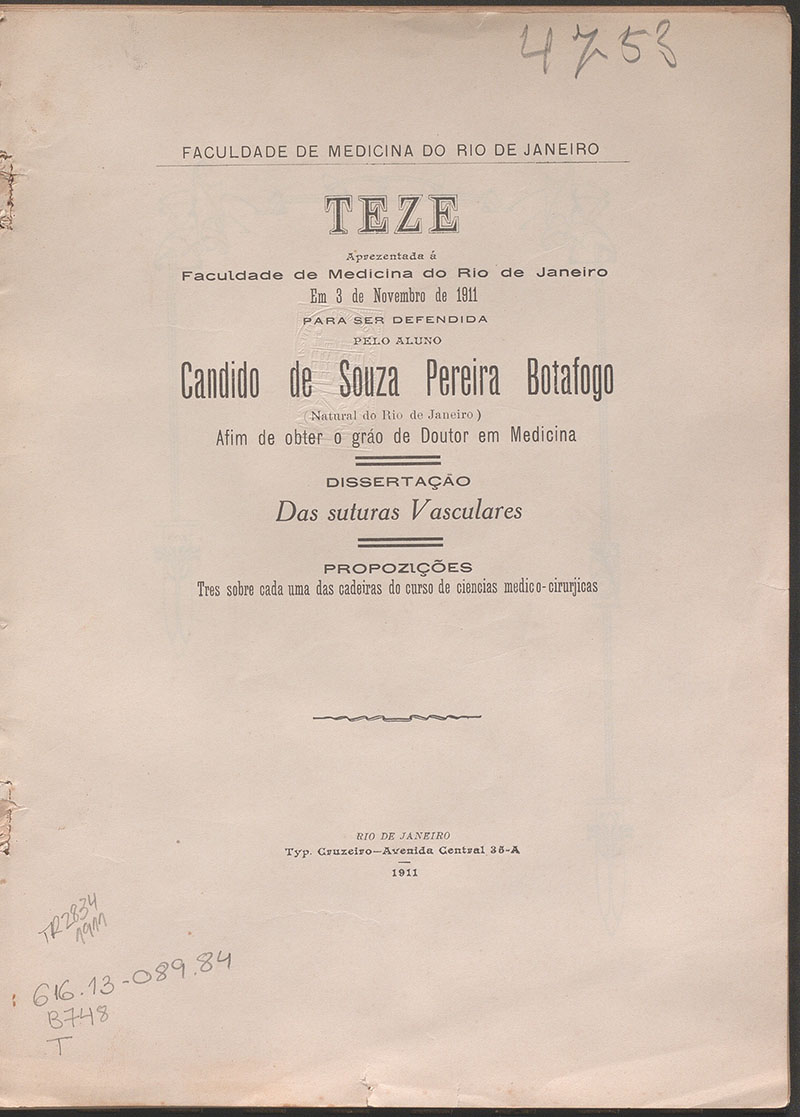 4753
FACULDADE DE MEDICINA DO RIO DE JANEIRO
TEZE
Aprezentada á
Faculdade de Medicina do Rio de Janeiro
Em 3 de Novembro de 1911
PARA SER DEFENDIDA
PELO ALUNO
Candido de Souza Pereira Botafogo
(Natural do Rio de Janeiro)
Afim de obter o gráo de Doutor em Medicina
DISSERTAÇÃO
Das suturas Vasculares
PROPOZIÇÕES
Tres sobre cada uma das cadeiras do curso de ciencias medico-cirurjicas
RIO DE JANEIRO
Typ. Cruzeiro—Avenida Central 35-A
1911
TR2834
1911
616.13-089.84
B748
T